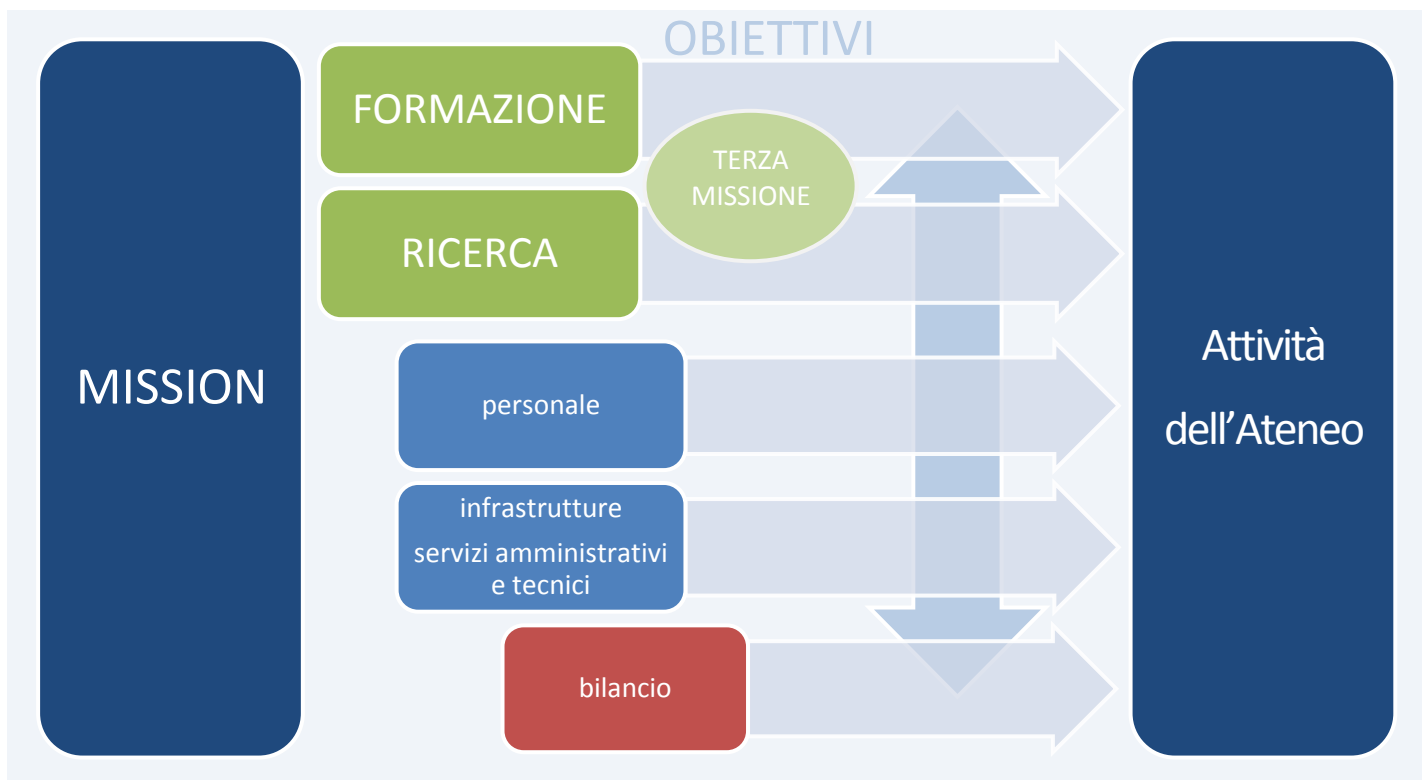 OBIETTIVI
MISSION
FORMAZIONE
TERZA
MISSIONE
RICERCA
personale
infrastrutture
servizi amministrativi
e tecnici
bilancio
Attività
dell’Ateneo